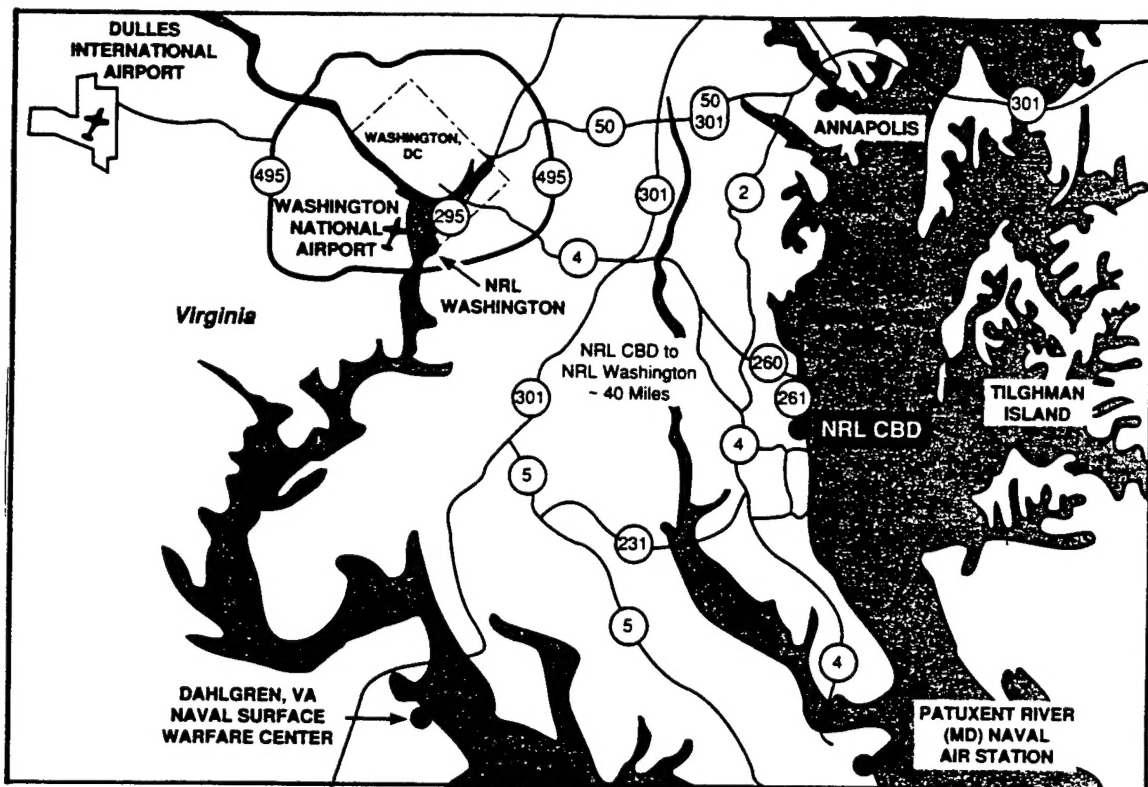 DULLES
INTERNATIONAL
AIRPORT
WASHINGTON,
DC
50
50
301
301
ANNAPOLIS
495
495
2
301
WASHINGTON
NATIONAL
AIRPORT
295
4
NRL
WASHINGTON
Virginia
NRL CBD to
NRL Washington
~ 40 Miles
260
261
TILGHMAN
ISLAND
301
NRL CBD
4
5
231
5
4
DAHLGREN, VA
NAVAL SURFACE
WARFARE CENTER
PATUXENT RIVER
(MD) NAVAL
AIR STATION